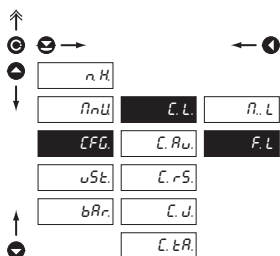 n. H.
MnU. C. L. M.. L
CFG. C. Au. F. L
uSt. C. rS.
bAr. C. d.
C. tA.